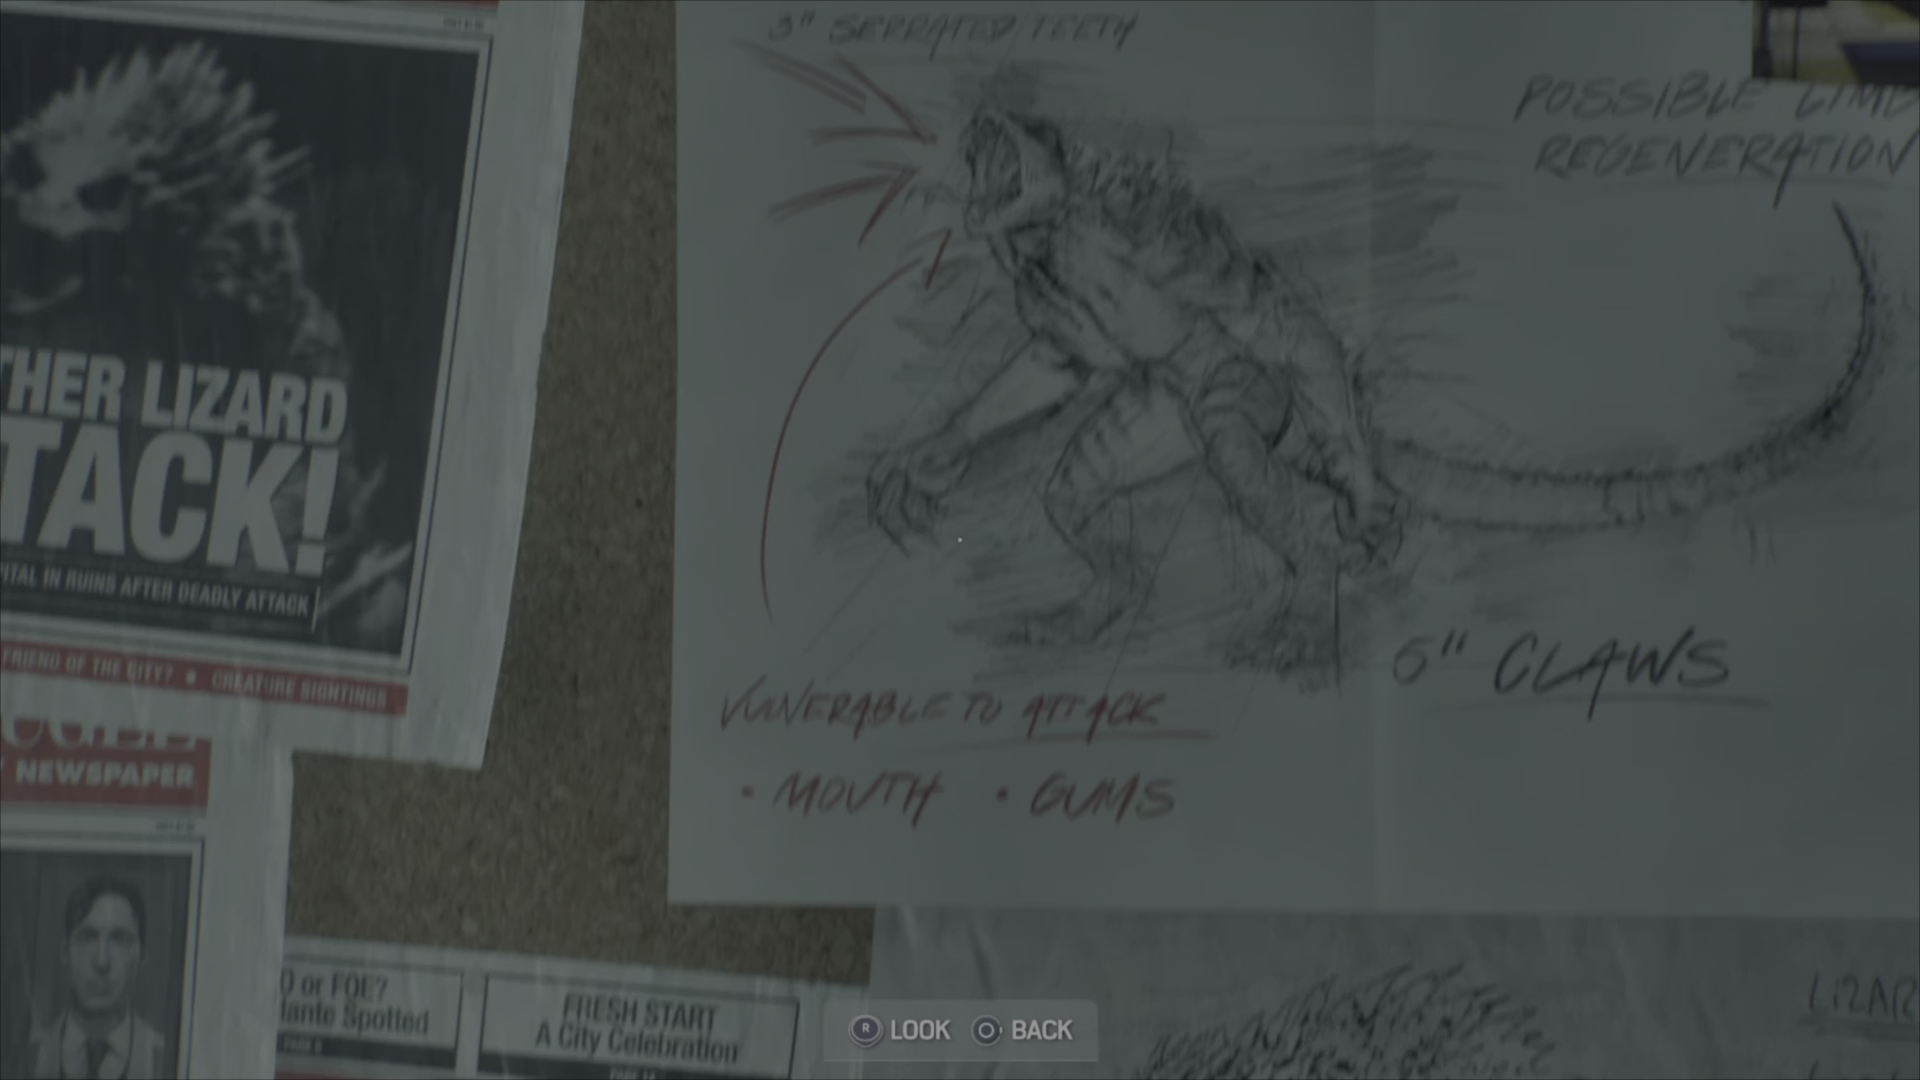 THER LIZARD
TACK!
PITAL IN RUINS AFTER DEADLY ATTACK
FRIEND OF THE CITY? • CREATURE SIGHTINGS
NEWSPAPER
O or FOE?
lante Spotted
FRESH START
A City Celebration
3" SERRATED TEETH
POSSIBLE LIMB
REGENERATION
6" CLAWS
VULNERABLE TO ATTACK
• MOUTH • GUMS
LIZAR
LOOK BACK